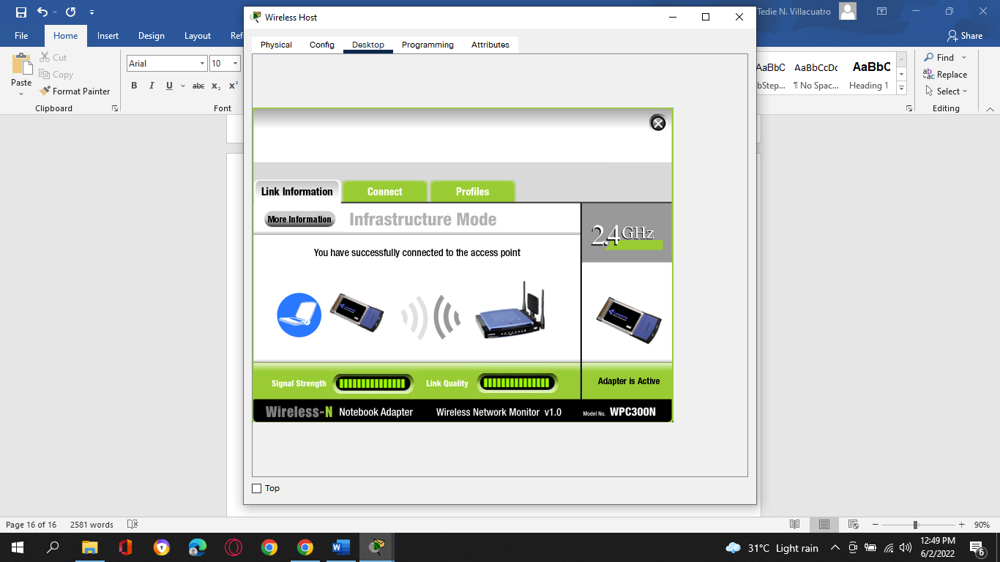 Tedie N. Villacuatro
File Home Insert Design Layout Ref
Share
Paste
Cut
Copy
Format Painter
Clipboard
Arial 10
B I U abc x₂ x²
Font
AaBbC AaBbCcDc AaBbC
bStep... ¶ No Spac... Heading 1
Find
Replace
Select
Editing
Wireless Host
Physical Config Desktop Programming Attributes
Link Information Connect Profiles
More Information Infrastructure Mode
2.4GHz
You have successfully connected to the access point
Signal Strength Link Quality
Adapter is Active
Wireless-N Notebook Adapter Wireless Network Monitor v1.0 Model No. WPC300N
Top
Page 16 of 16 2581 words
90%
31°C Light rain
12:49 PM
6/2/2022
6